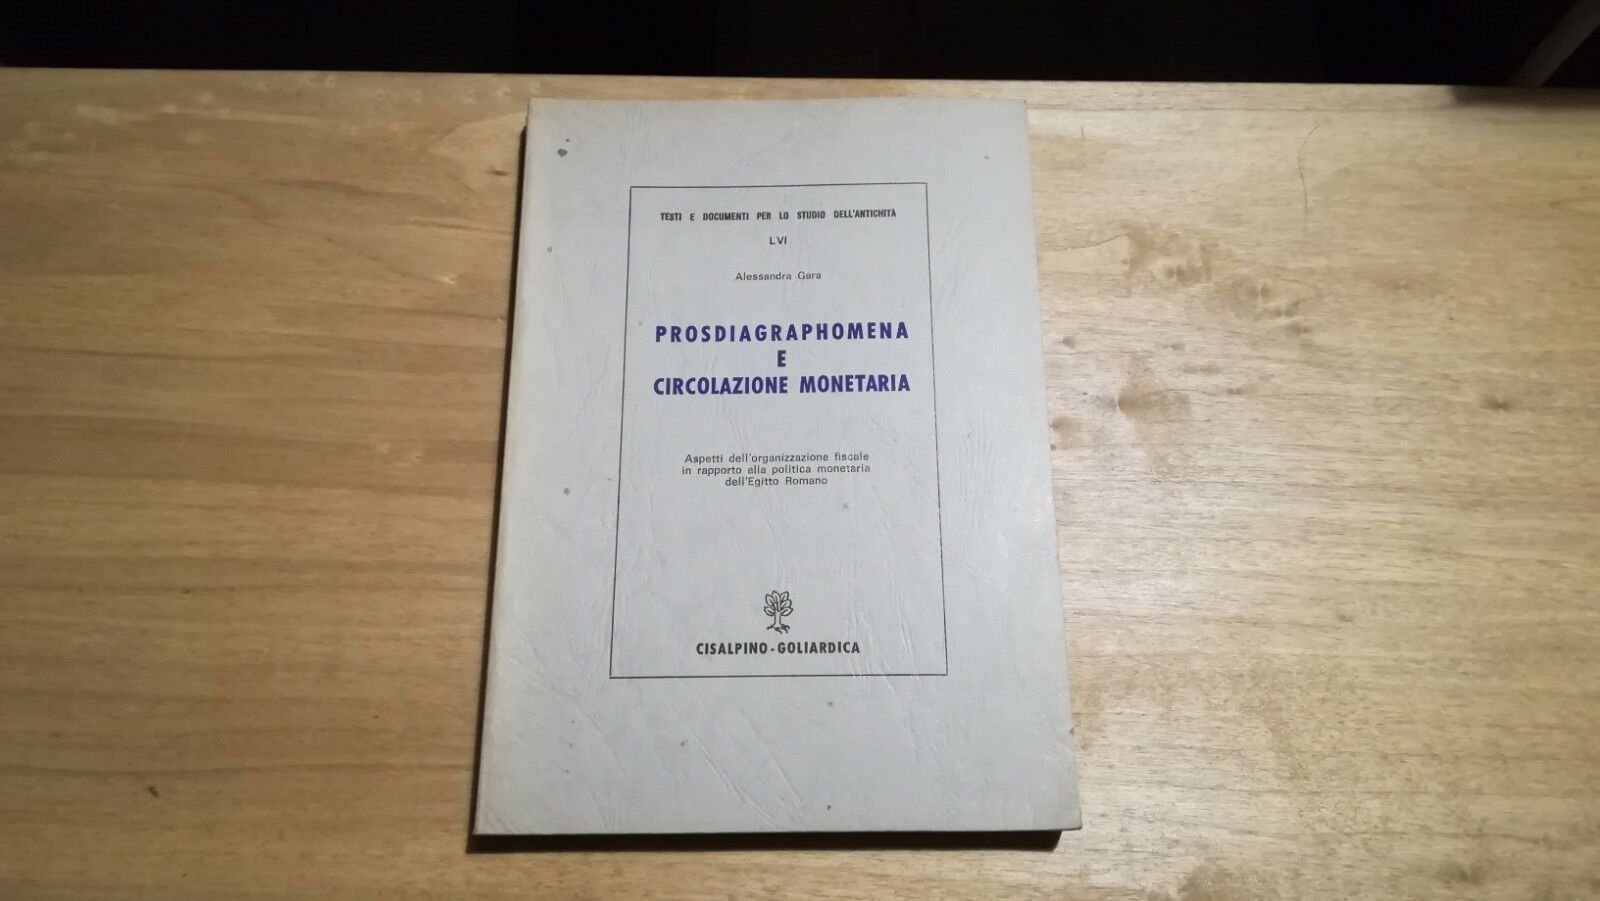 TESTI E DOCUMENTI PER LO STUDIO DELL'ANTICHITÀ
LVI
Alessandra Gara
PROSDIAGRAPHOMENA
E
CIRCOLAZIONE MONETARIA
Aspetti dell'organizzazione fiscale
in rapporto alla politica monetaria
dell'Egitto Romano
CISALPINO-GOLIARDICA